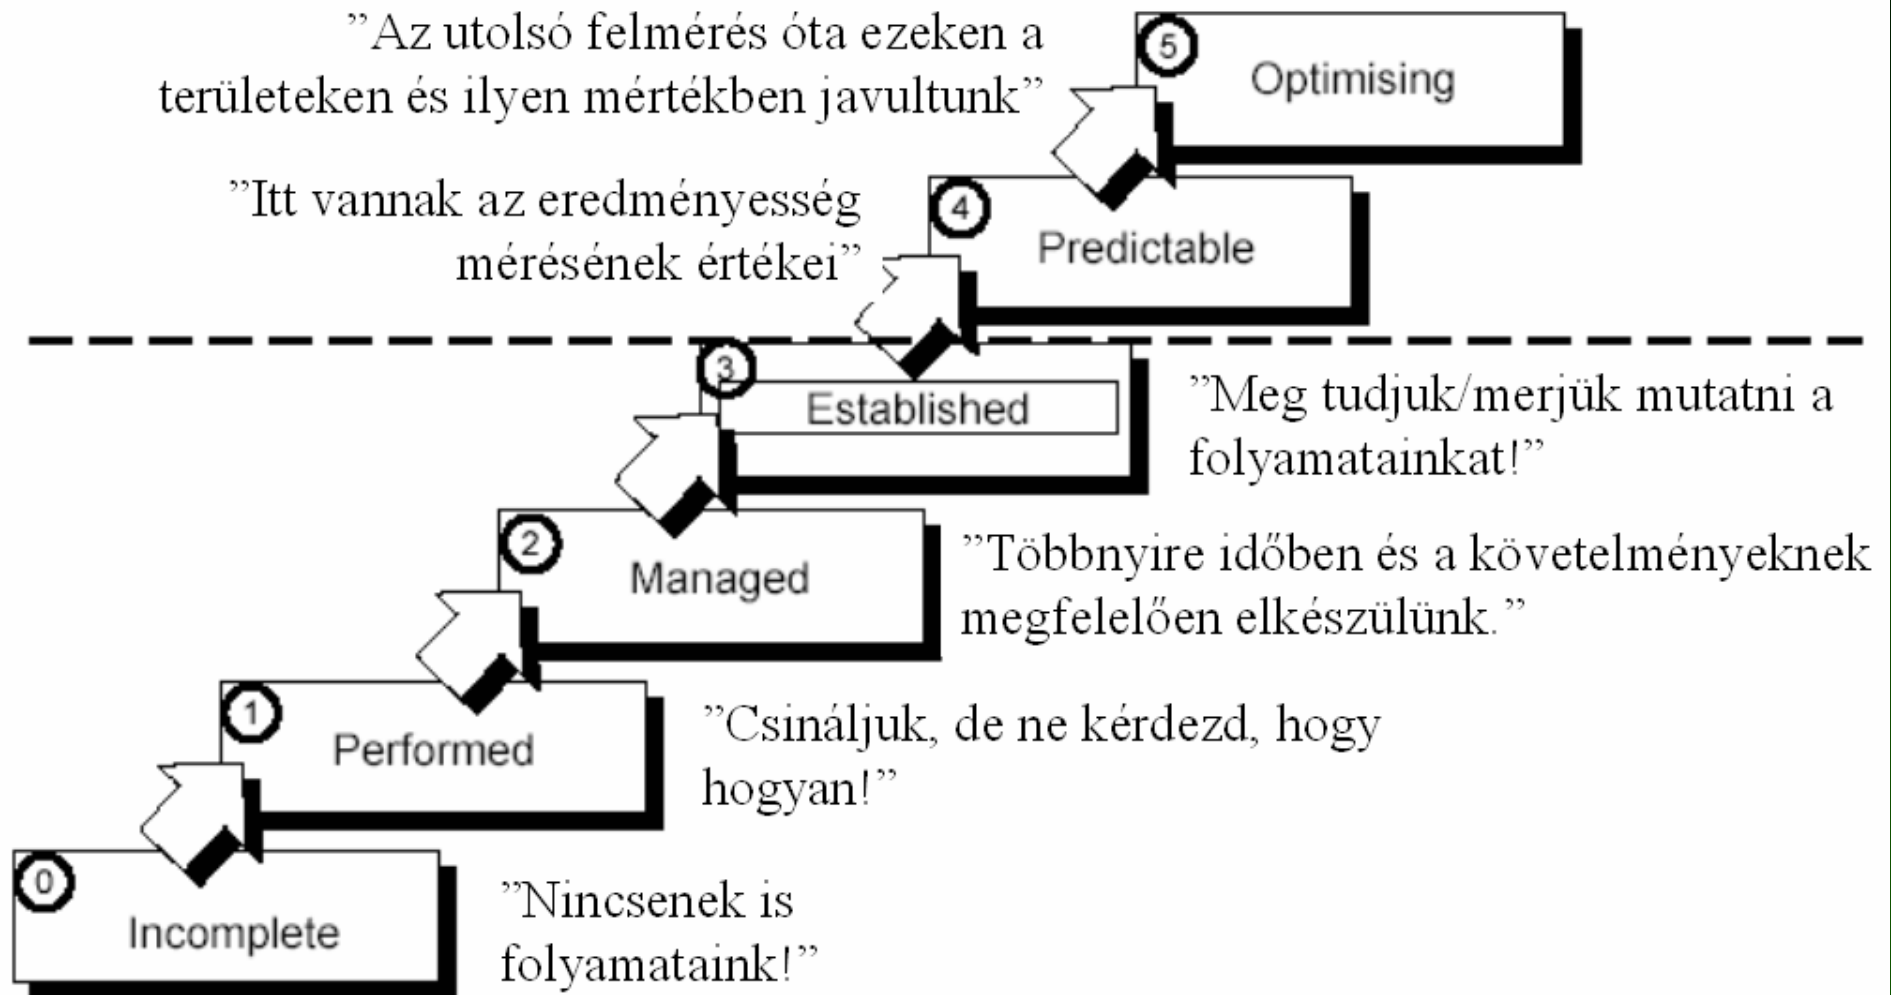 ”Az utolsó felmérés óta ezeken a
területeken és ilyen mértékben javultunk”
5
Optimising
”Itt vannak az eredményesség
mérésének értékei”
4
Predictable
3
Established
”Meg tudjuk/merjük mutatni a
folyamatainkat!”
2
Managed
”Többnyire időben és a követelményeknek
megfelelően elkészülünk.”
1
Performed
”Csináljuk, de ne kérdezd, hogy
hogyan!”
0
Incomplete
”Nincsenek is
folyamataink!”